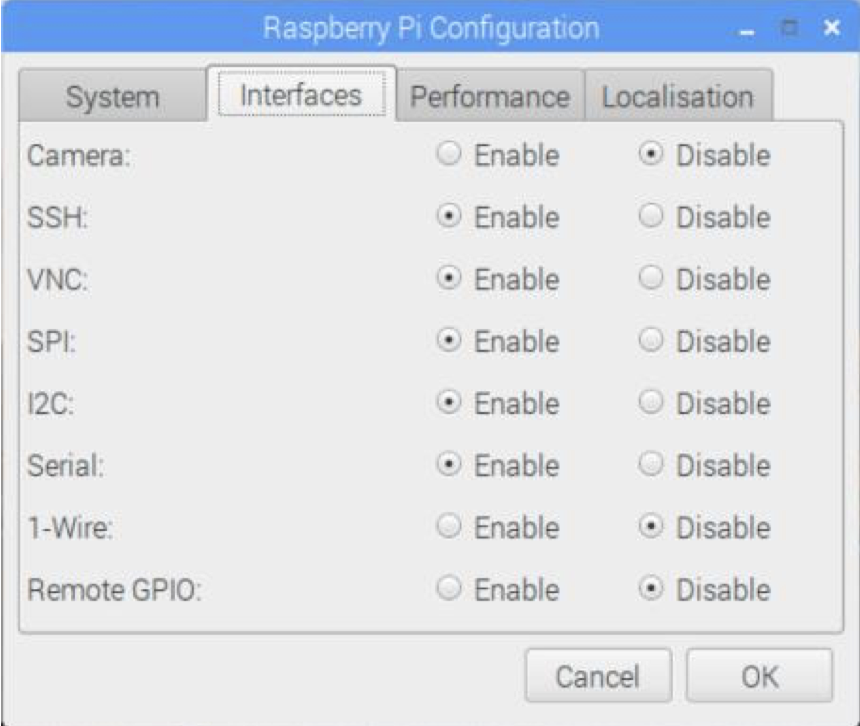 Raspberry Pi Configuration
System Interfaces Performance Localisation
Camera: Enable Disable
SSH: Enable Disable
VNC: Enable Disable
SPI: Enable Disable
I2C: Enable Disable
Serial: Enable Disable
1-Wire: Enable Disable
Remote GPIO: Enable Disable
Cancel OK